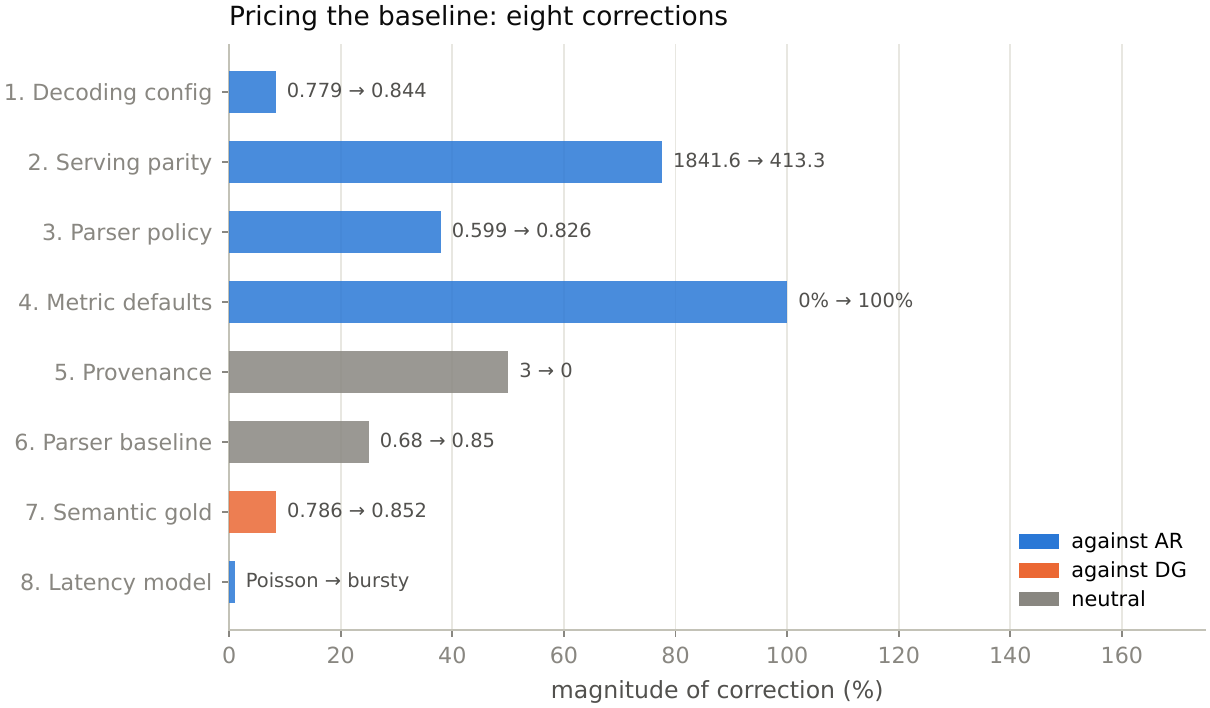 Pricing the baseline: eight corrections
1. Decoding config
0.779 → 0.844
2. Serving parity
1841.6 → 413.3
3. Parser policy
0.599 → 0.826
4. Metric defaults
0% → 100%
5. Provenance
3 → 0
6. Parser baseline
0.68 → 0.85
7. Semantic gold
0.786 → 0.852
8. Latency model
Poisson → bursty
against AR
against DG
neutral
0 20 40 60 80 100 120 140 160
magnitude of correction (%)